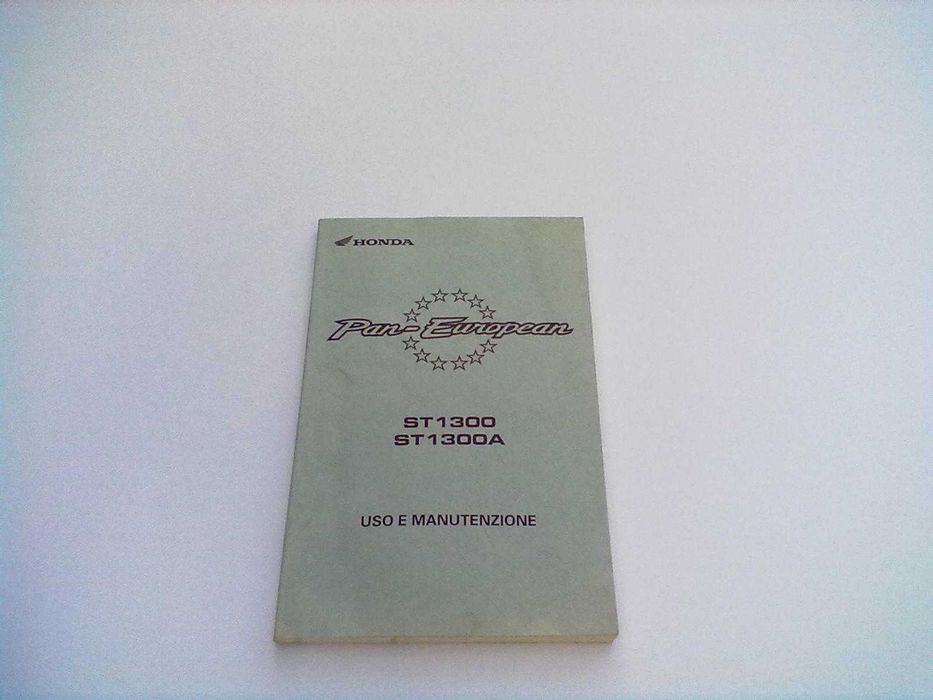 HONDA
Pan-European
ST1300
ST1300A
USO E MANUTENZIONE